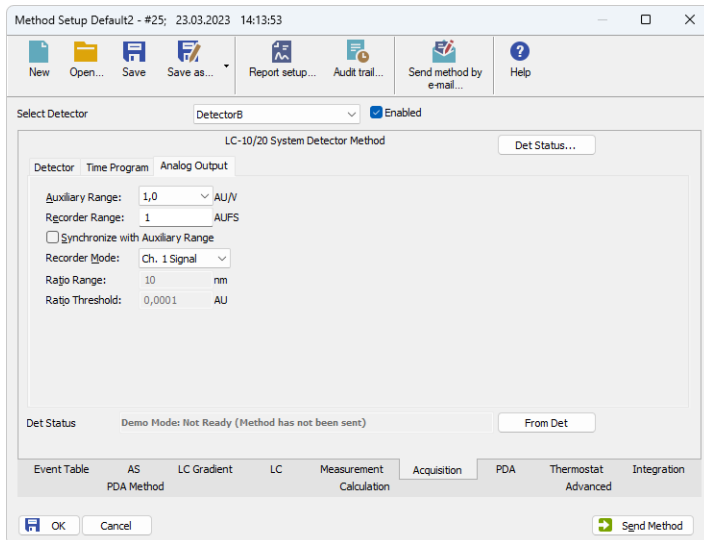 Method Setup Default2 - #25;  23.03.2023  14:13:53
New Open... Save Save as... Report setup... Audit trail... Send method by e-mail... Help
Select Detector DetectorB Enabled
LC-10/20 System Detector Method Det Status...
Detector Time Program Analog Output
Auxiliary Range: 1,0 AU/V
Recorder Range: 1 AUFS
Synchronize with Auxiliary Range
Recorder Mode: Ch. 1 Signal
Ratio Range: 10 nm
Ratio Threshold: 0,0001 AU
Det Status Demo Mode: Not Ready (Method has not been sent) From Det
Event Table AS LC Gradient LC Measurement Acquisition PDA Thermostat Integration
PDA Method Calculation Advanced
OK Cancel Send Method